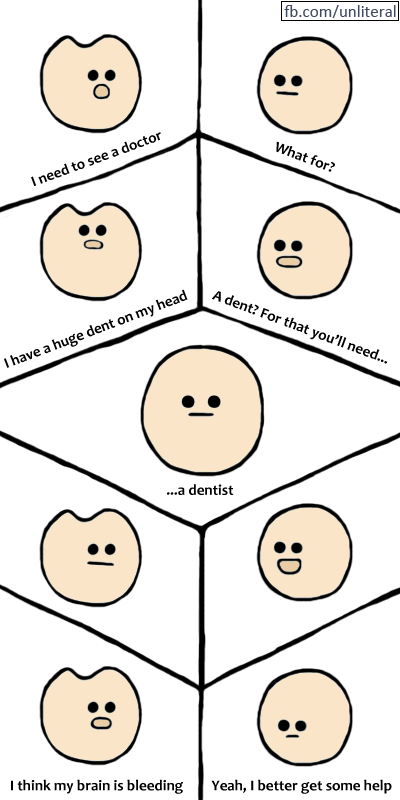 fb.com/unliteral
I need to see a doctor
What for?
I have a huge dent on my head
A dent? For that you'll need...
...a dentist
I think my brain is bleeding
Yeah, I better get some help